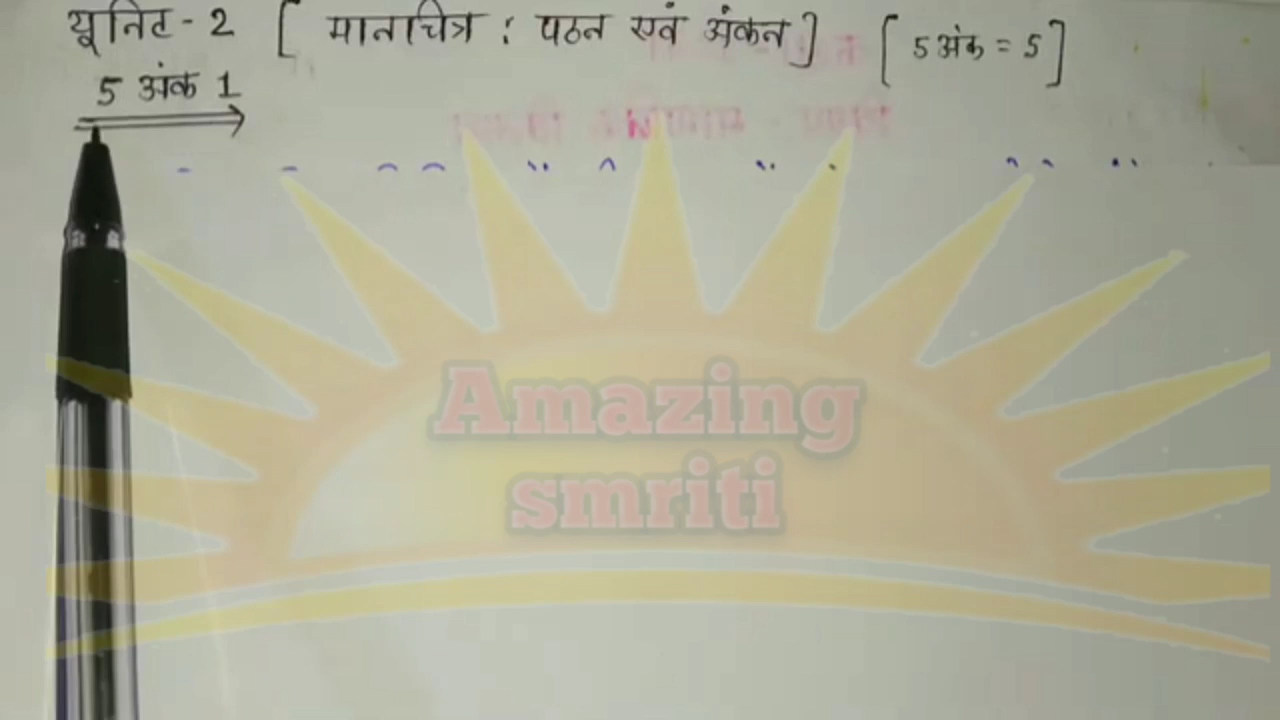 यूनिट - 2 [ मानचित्र : पठन एवं अंकन ] [ 5 अंक = 5 ]
5 अंक 1
Amazing
smriti